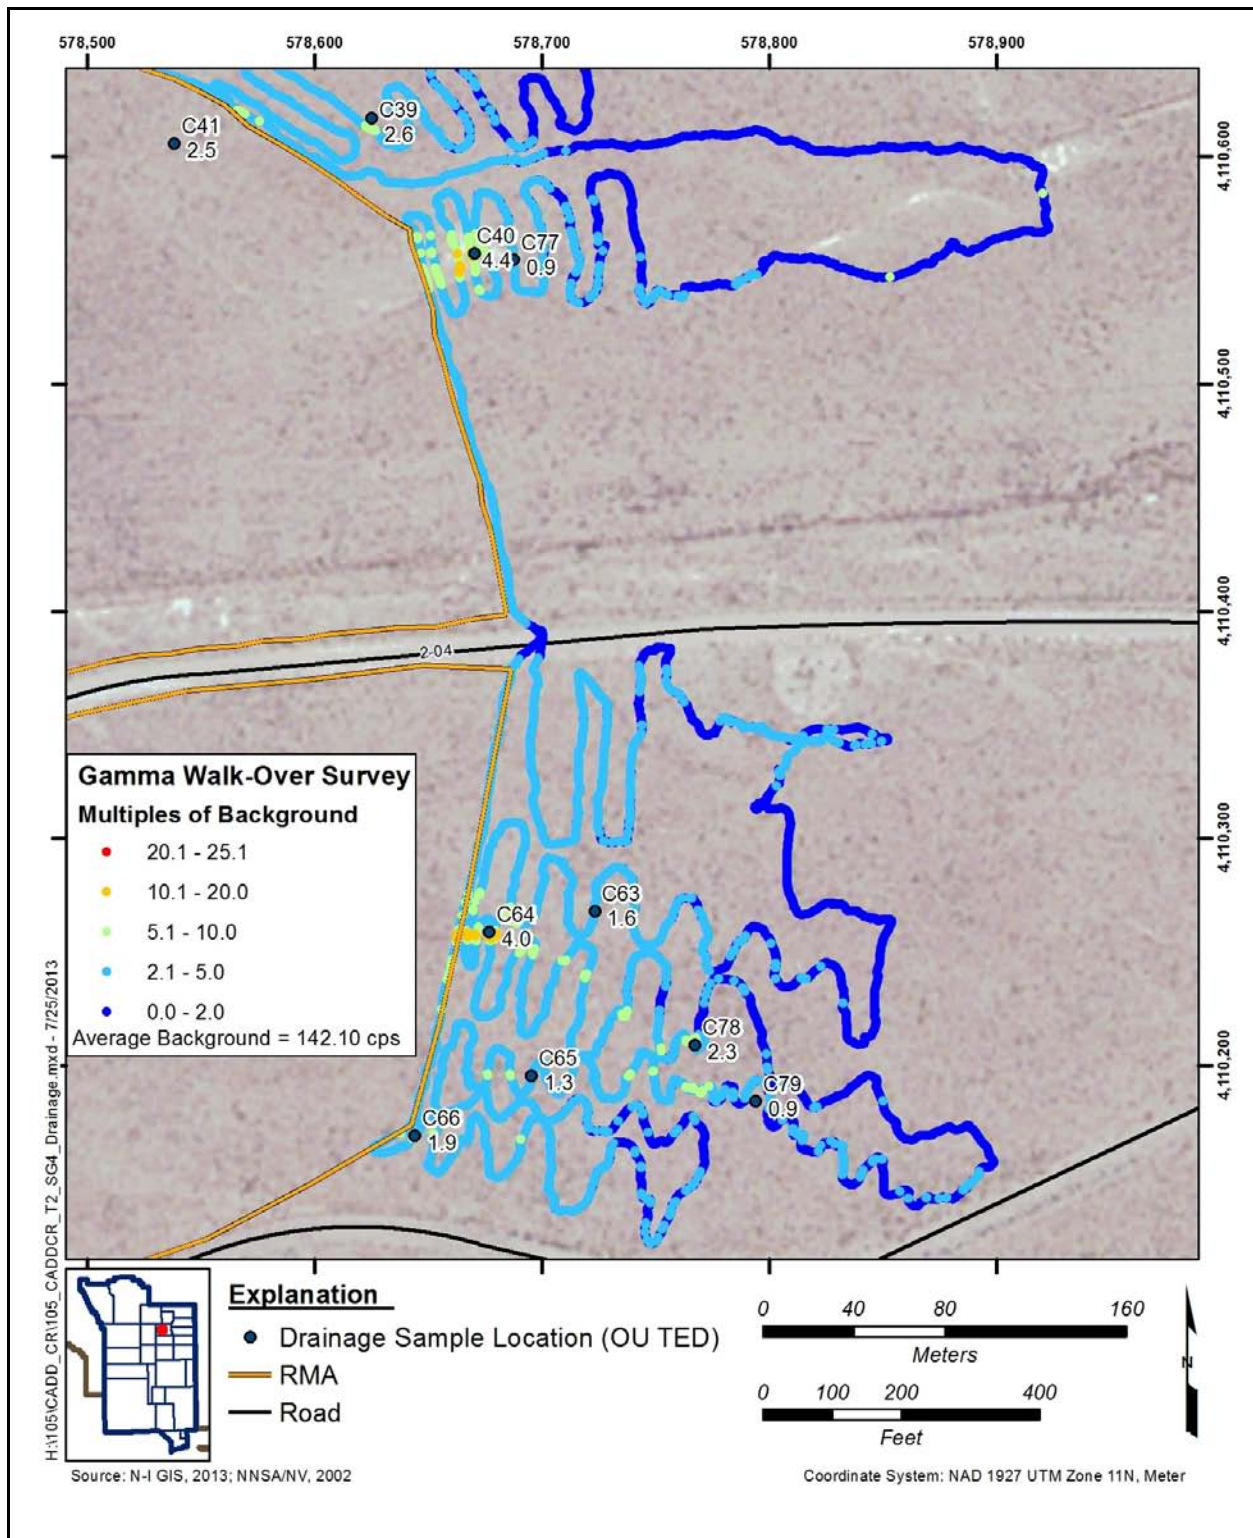 578,500
578,600
578,700
578,800
578,900
4,110,600
4,110,500
4,110,400
4,110,300
4,110,200
C39
2.6
C41
2.5
C40
4.4
C77
0.9
2-04
C63
1.6
C64
4.0
C78
2.3
C65
1.3
C79
0.9
C66
1.9
Gamma Walk-Over Survey
Multiples of Background
20.1 - 25.1
10.1 - 20.0
5.1 - 10.0
2.1 - 5.0
0.0 - 2.0
Average Background = 142.10 cps
H:\105\CADD_CR\105_CADDCR_T2_SG4_Drainage.mxd - 7/25/2013
Explanation
Drainage Sample Location (OU TED)
RMA
Road
0 40 80 160
Meters
0 100 200 400
Feet
N
Source: N-I GIS, 2013; NNSA/NV, 2002
Coordinate System: NAD 1927 UTM Zone 11N, Meter